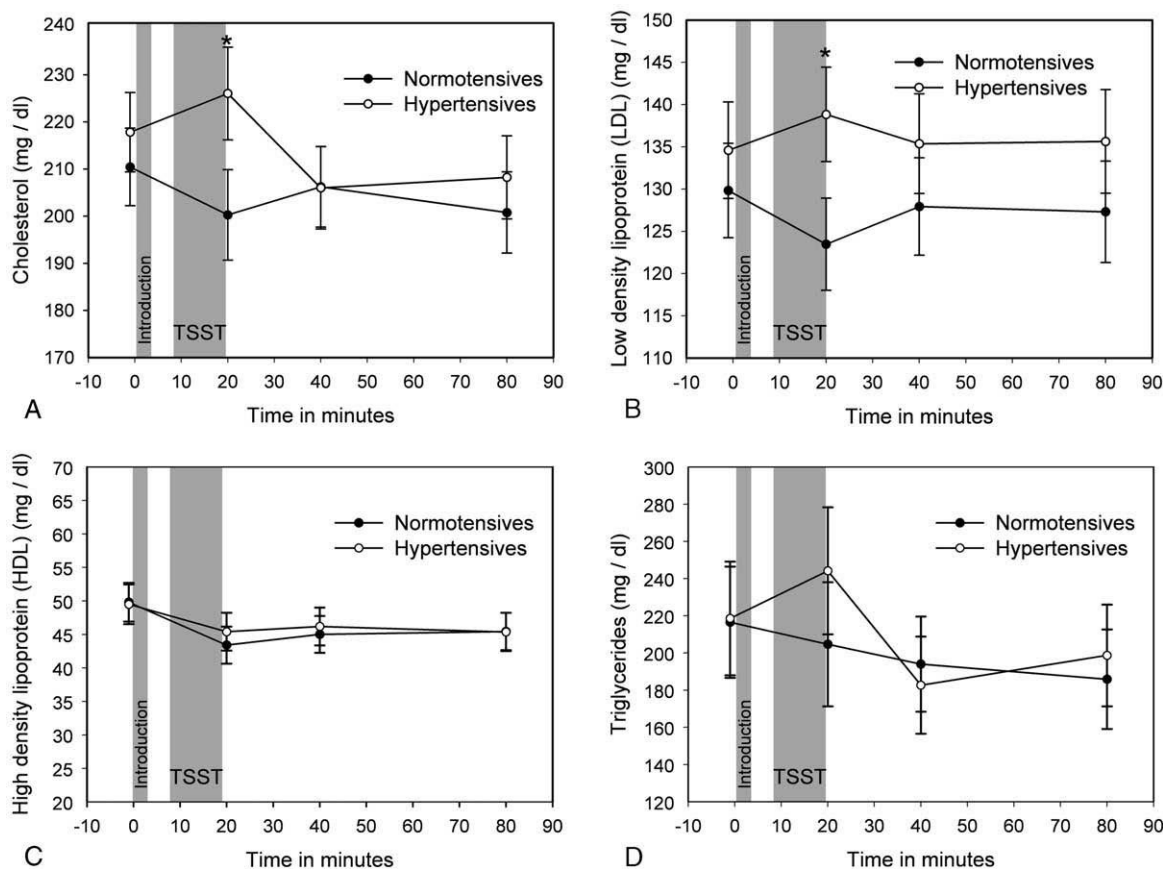 240
230
220
210
200
190
180
170
Cholesterol (mg / dl)
*
Normotensives
Hypertensives
Introduction
TSST
-10 0 10 20 30 40 50 60 70 80 90
Time in minutes
A
150
145
140
135
130
125
120
115
110
Low density lipoprotein (LDL) (mg / dl)
*
Normotensives
Hypertensives
Introduction
TSST
-10 0 10 20 30 40 50 60 70 80 90
Time in minutes
B
70
65
60
55
50
45
40
35
30
25
20
High density lipoprotein (HDL) (mg / dl)
Normotensives
Hypertensives
Introduction
TSST
-10 0 10 20 30 40 50 60 70 80 90
Time in minutes
C
300
280
260
240
220
200
180
160
140
120
Triglycerides (mg / dl)
Normotensives
Hypertensives
Introduction
TSST
-10 0 10 20 30 40 50 60 70 80 90
Time in minutes
D